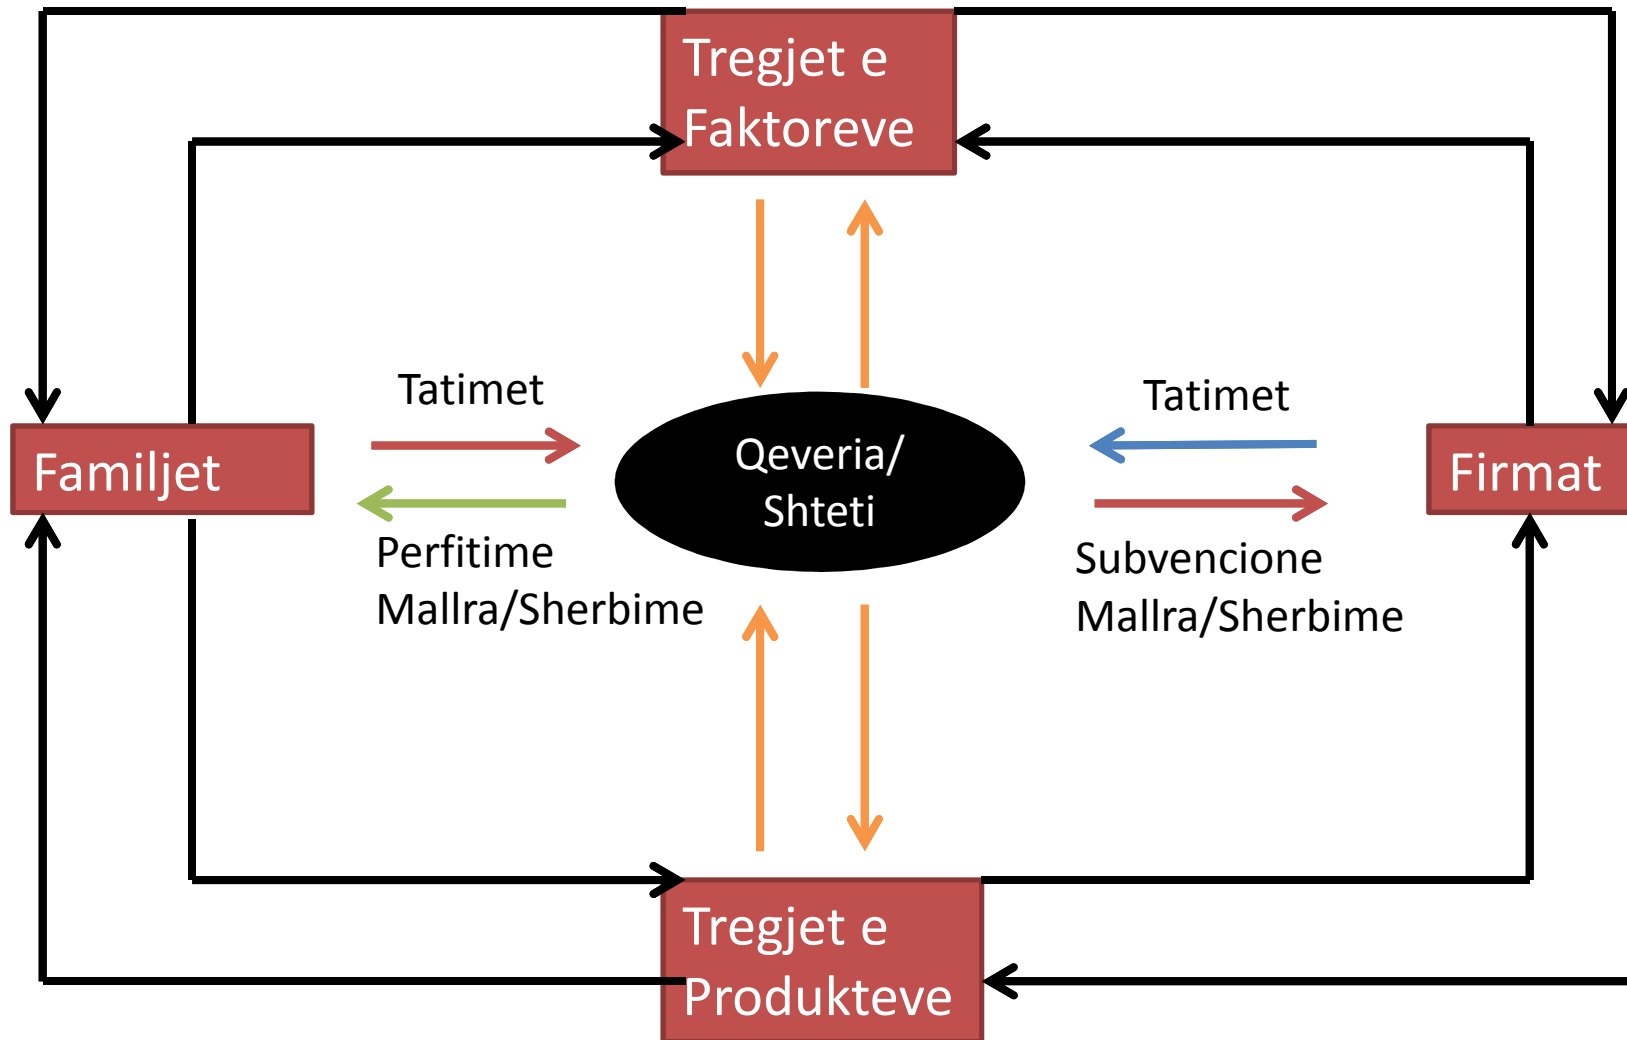 Tregjet e
Faktoreve
Tatimet
Tatimet
Familjet
Qeveria/
Shteti
Firmat
Perfitime
Mallra/Sherbime
Subvencione
Mallra/Sherbime
Tregjet e
Produkteve